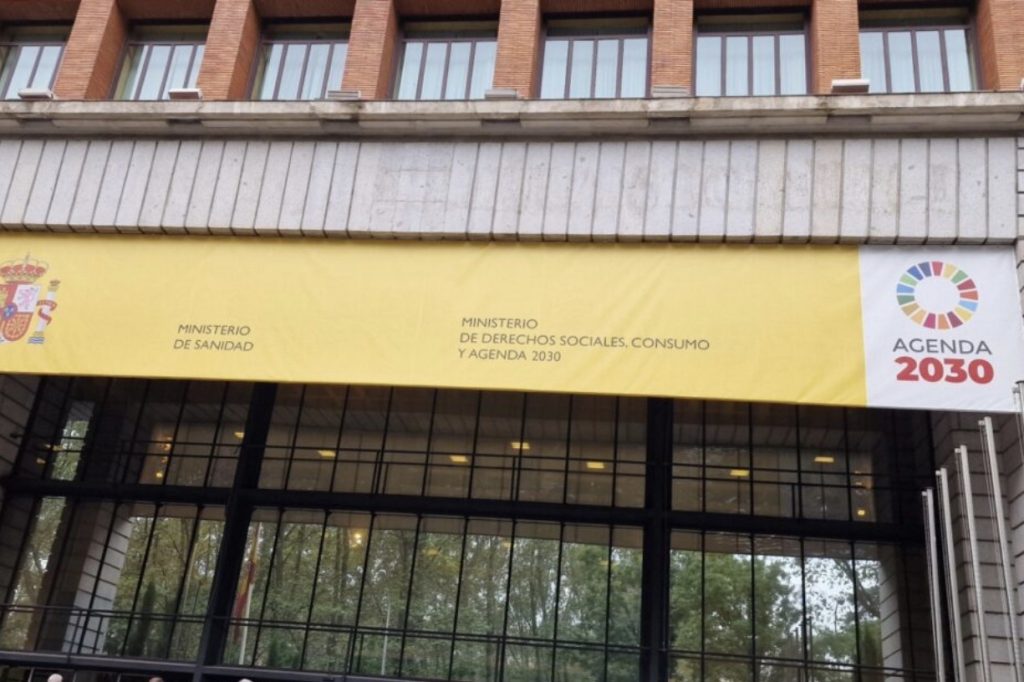 MINISTERIO
DE SANIDAD
MINISTERIO
DE DERECHOS SOCIALES, CONSUMO
Y AGENDA 2030
AGENDA
2030